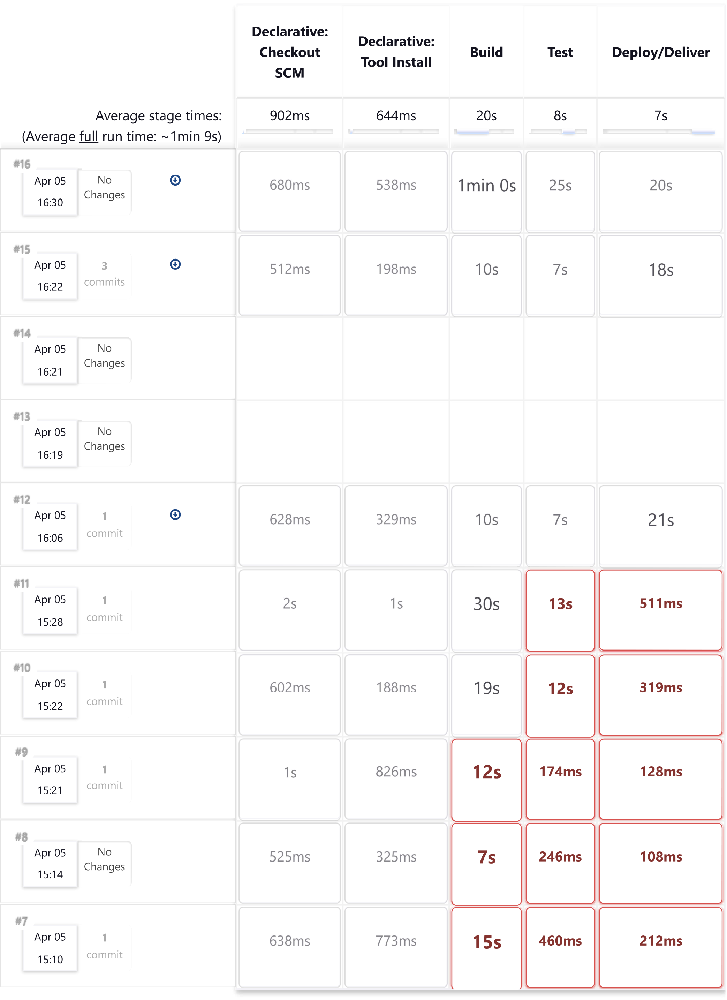 Declarative:
Checkout
SCM
Declarative:
Tool Install
Build
Test
Deploy/Deliver
Average stage times:
(Average full run time: ~1min 9s)
902ms
644ms
20s
8s
7s
#16
Apr 05
16:30
No
Changes
680ms
538ms
1min 0s
25s
20s
#15
Apr 05
16:22
3
commits
512ms
198ms
10s
7s
18s
#14
Apr 05
16:21
No
Changes
#13
Apr 05
16:19
No
Changes
#12
Apr 05
16:06
1
commit
628ms
329ms
10s
7s
21s
#11
Apr 05
15:28
1
commit
2s
1s
30s
13s
511ms
#10
Apr 05
15:22
1
commit
602ms
188ms
19s
12s
319ms
#9
Apr 05
15:21
1
commit
1s
826ms
12s
174ms
128ms
#8
Apr 05
15:14
No
Changes
525ms
325ms
7s
246ms
108ms
#7
Apr 05
15:10
1
commit
638ms
773ms
15s
460ms
212ms